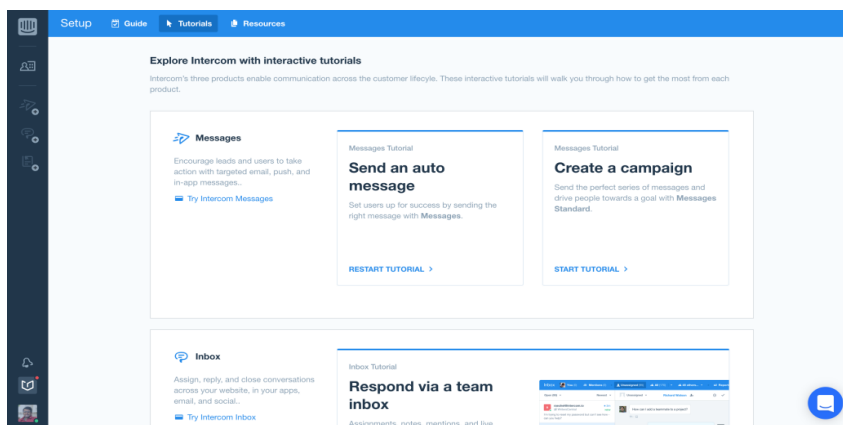 Setup
Guide
Tutorials
Resources
Explore Intercom with interactive tutorials
Intercom's three products enable communication across the customer lifecyle. These interactive tutorials will walk you through how to get the most from each
product.
Messages
Encourage leads and users to take
action with targeted email, push, and
in-app messages..
Try Intercom Messages
Messages Tutorial
Send an auto
message
Set users up for success by sending the
right message with Messages.
RESTART TUTORIAL
Messages Tutorial
Create a campaign
Send the perfect series of messages and
drive people towards a goal with Messages
Standard.
START TUTORIAL
Inbox
Assign, reply, and close conversations
across your website, in your apps,
email, and social..
Try Intercom Inbox
Inbox Tutorial
Respond via a team
inbox
Assignments, notes, mentions, and live